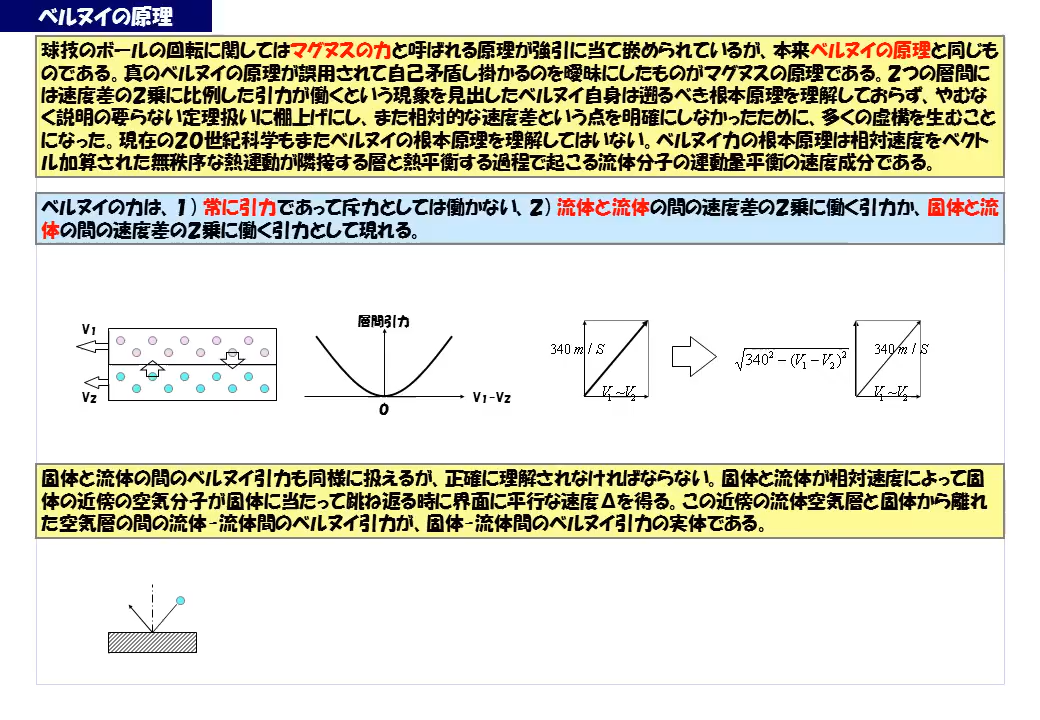 ベルヌイの原理
球技のボールの回転に関してはマグヌスの力と呼ばれる原理が強引に当て嵌められているが、本来ベルヌイの原理と同じも
のである。真のベルヌイの原理が誤用されて自己矛盾し掛かるのを曖昧にしたものがマグヌスの原理である。2つの層間に
は速度差の2乗に比例した引力が働くという現象を見出したベルヌイ自身は遡るべき根本原理を理解しておらず、やむな
く説明の要らない定理扱いに棚上げにし、また相対的な速度差という点を明確にしなかったために、多くの虚構を生むこと
になった。現在の20世紀科学もまたベルヌイの根本原理を理解してはいない。ベルヌイ力の根本原理は相対速度をベクト
ル加算された無秩序な熱運動が隣接する層と熱平衡する過程で起こる流体分子の運動量平衡の速度成分である。
ベルヌイの力は、1）常に引力であって斥力としては働かない、2）流体と流体の間の速度差の2乗に働く引力か、固体と流
体の間の速度差の2乗に働く引力として現れる。
V1
V2
層間引力
0
V1-V2
340 m / S
V1 ~V2
√340² − (V1 − V2)²
340 m / S
V1 ~V2
固体と流体の間のベルヌイ引力も同様に扱えるが、正確に理解されなければならない。固体と流体が相対速度によって固
体の近傍の空気分子が固体に当たって跳ね返る時に界面に平行な速度Δを得る。この近傍の流体空気層と固体から離れ
た空気層の間の流体-流体間のベルヌイ引力が、固体-流体間のベルヌイ引力の実体である。